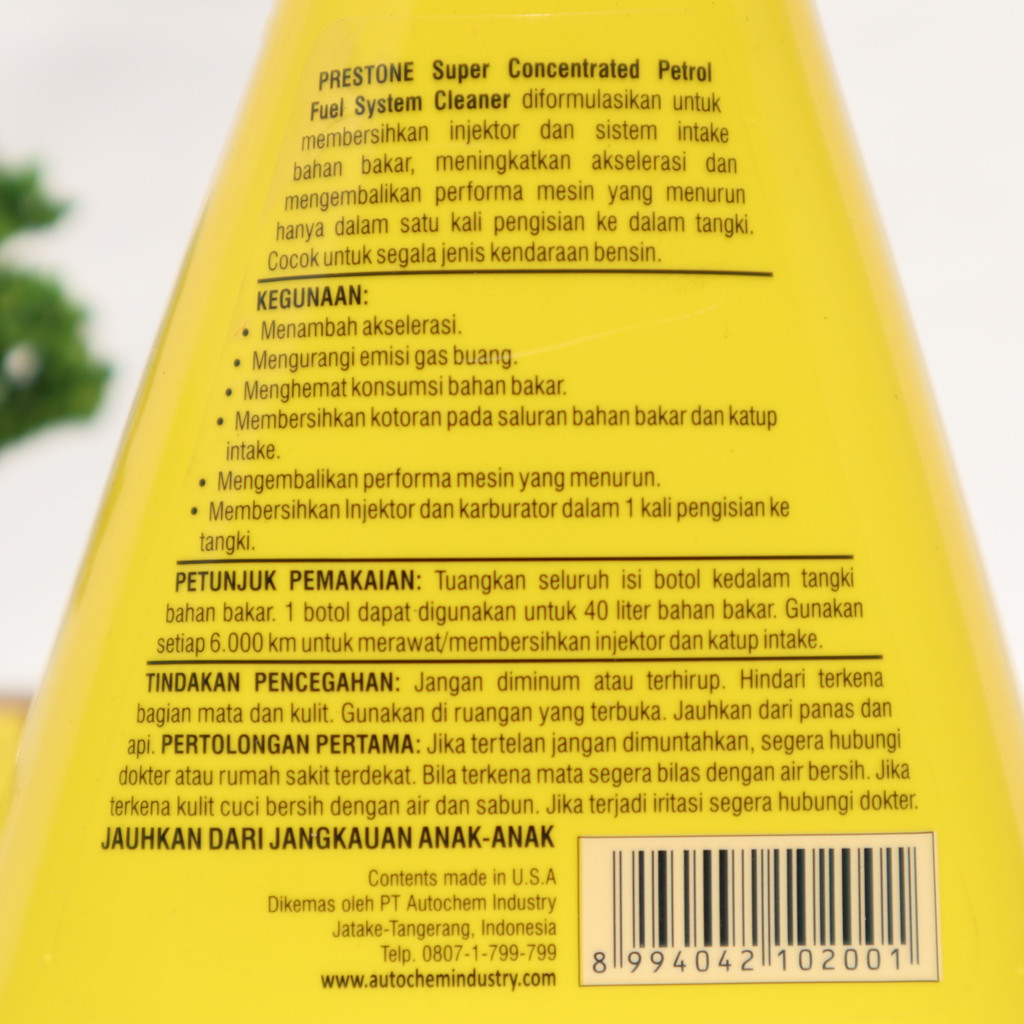 PRESTONE Super Concentrated Petrol
Fuel System Cleaner diformulasikan untuk
membersihkan injektor dan sistem intake
bahan bakar, meningkatkan akselerasi dan
mengembalikan performa mesin yang menurun
hanya dalam satu kali pengisian ke dalam tangki.
Cocok untuk segala jenis kendaraan bensin.
KEGUNAAN:
• Menambah akselerasi.
• Mengurangi emisi gas buang.
• Menghemat konsumsi bahan bakar.
• Membersihkan kotoran pada saluran bahan bakar dan katup
intake.
• Mengembalikan performa mesin yang menurun.
• Membersihkan Injektor dan karburator dalam 1 kali pengisian ke
tangki.
PETUNJUK PEMAKAIAN: Tuangkan seluruh isi botol kedalam tangki
bahan bakar. 1 botol dapat digunakan untuk 40 liter bahan bakar. Gunakan
setiap 6.000 km untuk merawat/membersihkan injektor dan katup intake.
TINDAKAN PENCEGAHAN: Jangan diminum atau terhirup. Hindari terkena
bagian mata dan kulit. Gunakan di ruangan yang terbuka. Jauhkan dari panas dan
api. PERTOLONGAN PERTAMA: Jika tertelan jangan dimuntahkan, segera hubungi
dokter atau rumah sakit terdekat. Bila terkena mata segera bilas dengan air bersih. Jika
terkena kulit cuci bersih dengan air dan sabun. Jika terjadi iritasi segera hubungi dokter.
JAUHKAN DARI JANGKAUAN ANAK-ANAK
Contents made in U.S.A
Dikemas oleh PT Autochem Industry
Jatake-Tangerang, Indonesia
Telp. 0807-1-799-799
www.autochemindustry.com
8 994042 102001